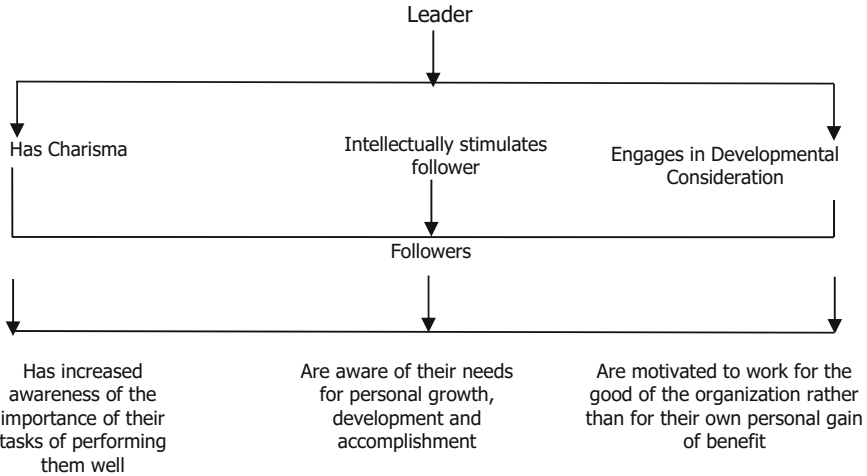 Leader
Has Charisma
Intellectually stimulates
follower
Engages in Developmental
Consideration
Followers
Has increased
awareness of the
importance of their
tasks of performing
them well
Are aware of their needs
for personal growth,
development and
accomplishment
Are motivated to work for the
good of the organization rather
than for their own personal gain
of benefit